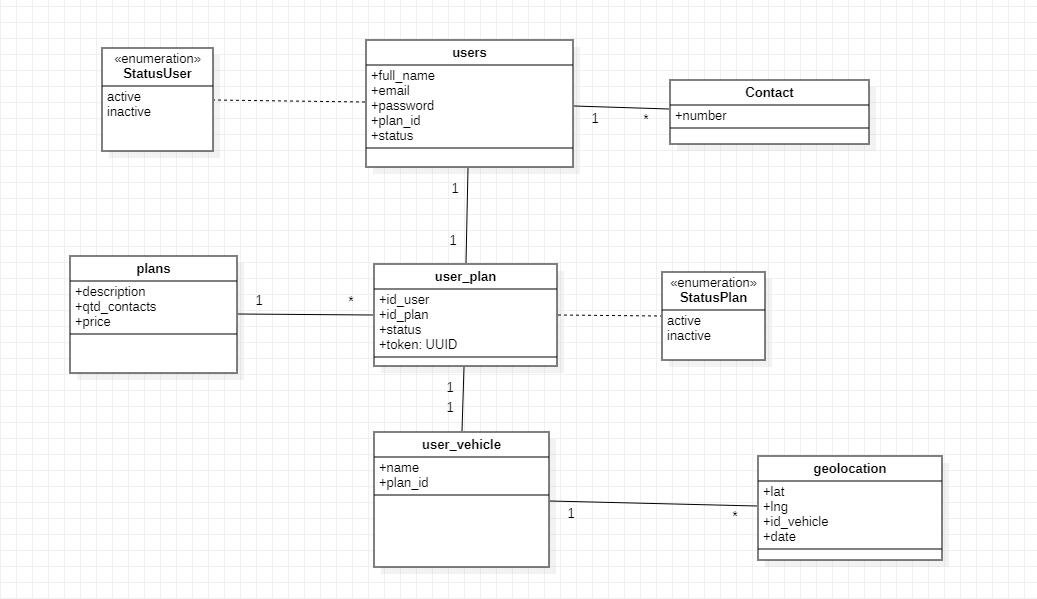 «enumeration»
StatusUser
active
inactive
users
+full_name
+email
+password
+plan_id
+status
Contact
+number
1
*
1
1
plans
+description
+qtd_contacts
+price
1
*
user_plan
+id_user
+id_plan
+status
+token: UUID
«enumeration»
StatusPlan
active
inactive
1
1
user_vehicle
+name
+plan_id
1
*
geolocation
+lat
+lng
+id_vehicle
+date